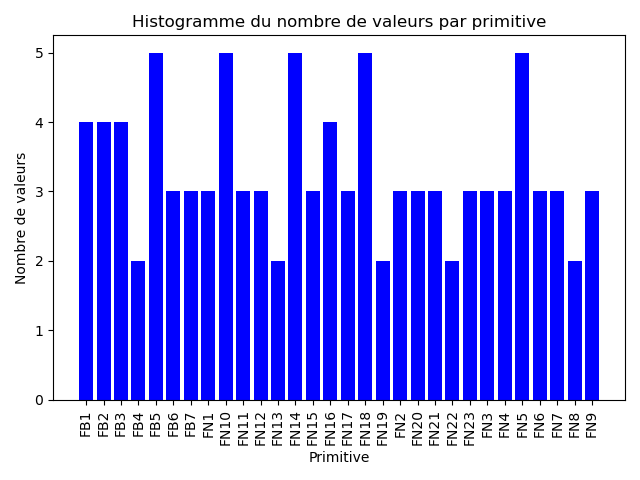 Histogramme du nombre de valeurs par primitive
Nombre de valeurs
5
4
3
2
1
0
FB1 FB2 FB3 FB4 FB5 FB6 FB7 FN1 FN10 FN11 FN12 FN13 FN14 FN15 FN16 FN17 FN18 FN19 FN2 FN20 FN21 FN22 FN23 FN3 FN4 FN5 FN6 FN7 FN8 FN9
Primitive